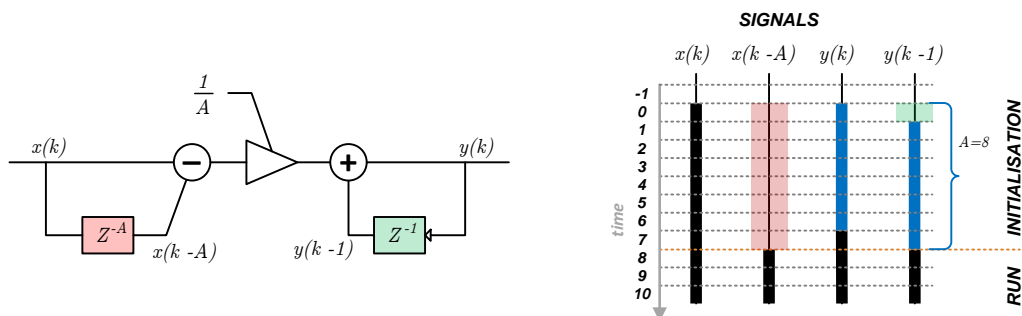 SIGNALS
x(k) x(k -A) y(k) y(k -1)
1
A
x(k)
−
+
y(k)
Z-A
x(k -A)
y(k -1)
Z-1
time
-1
0
1
2
3
4
5
6
7
8
9
10
A=8
INITIALISATION
RUN